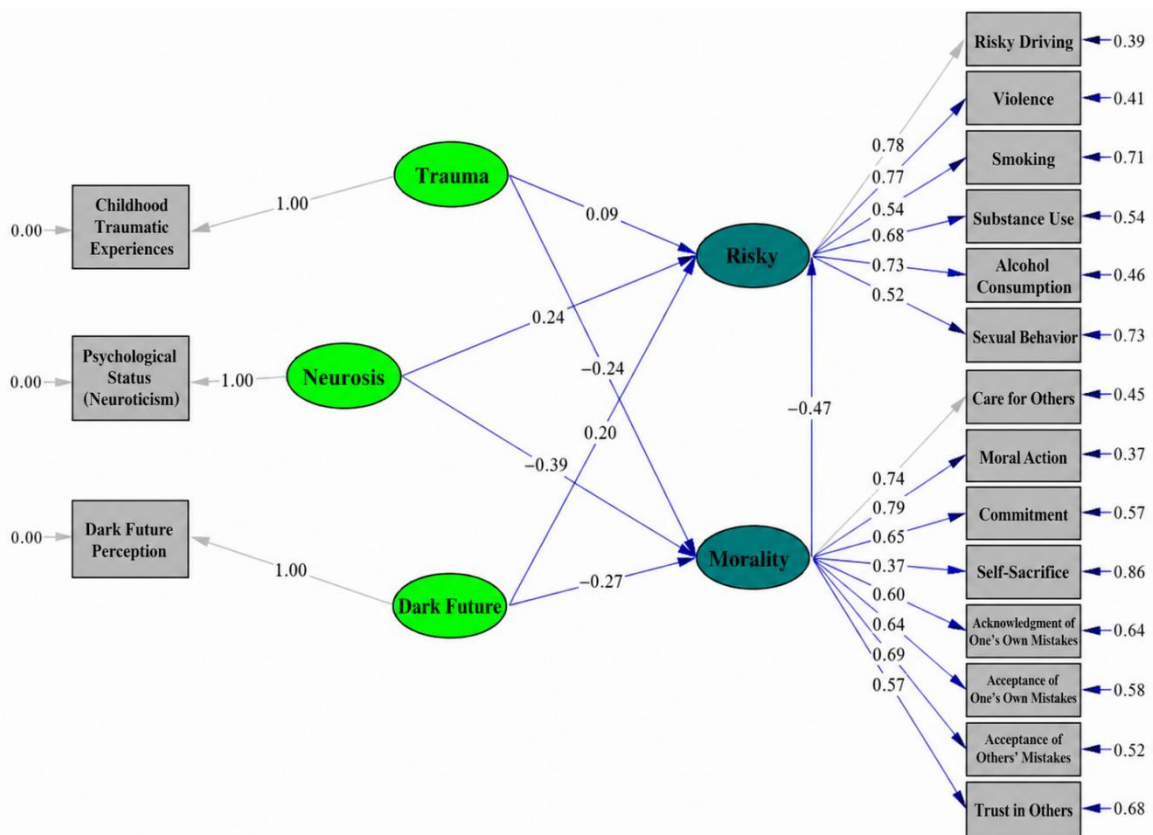 Risky Driving
0.39
Violence
0.41
0.78
Trauma
0.77
Smoking
0.71
Childhood
Traumatic
Experiences
1.00
0.00
0.09
0.54
Substance Use
0.54
0.68
Risky
0.73
Alcohol
Consumption
0.46
0.52
0.24
Sexual Behavior
0.73
Psychological
Status
(Neuroticism)
0.00
1.00
Neurosis
−0.24
Care for Others
0.45
−0.47
0.20
−0.39
0.74
Moral Action
0.37
0.79
Dark Future
Perception
0.00
0.65
Commitment
0.57
1.00
Morality
0.37
Self-Sacrifice
0.86
−0.27
Dark Future
0.60
Acknowledgment of
One's Own Mistakes
0.64
0.64
0.69
0.57
Acceptance of
One's Own Mistakes
0.58
Acceptance of
Others' Mistakes
0.52
Trust in Others
0.68